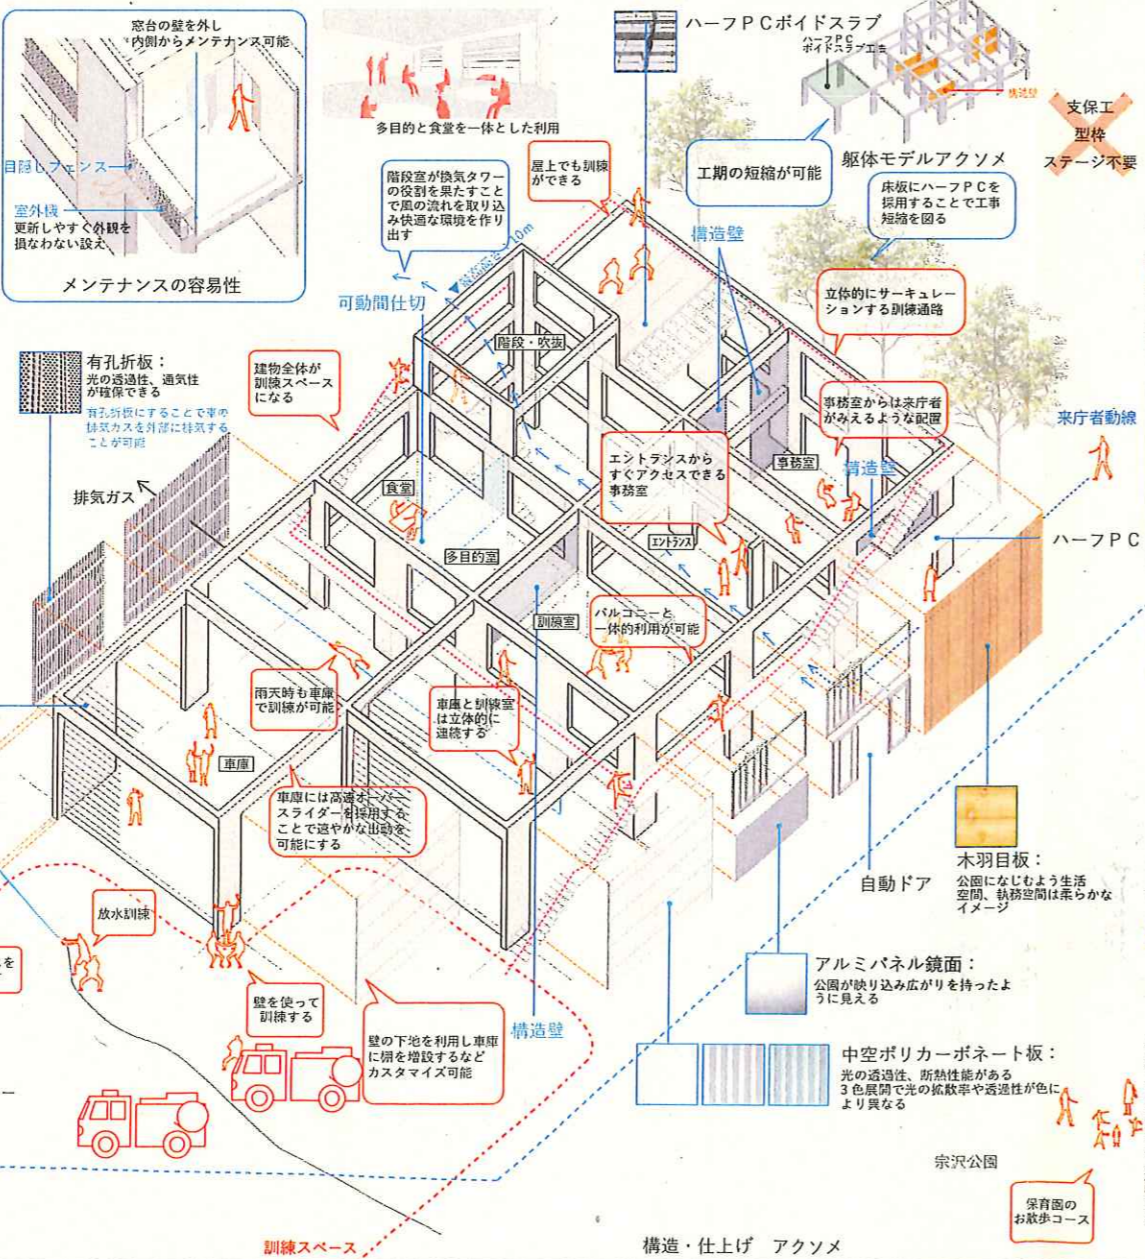 窓台の壁を外し
内側からメンテナンス可能
目隠しフェンス
室外機
更新しやすく外観を
損なわない設え
メンテナンスの容易性
多目的と食堂を一体とした利用
ハーフPCボイドスラブ
ハーフPC
ボイドスラブ工舎
構造壁
躯体モデルアクソメ
支保工
型枠
ステージ不要
工期の短縮が可能
床板にハーフPCを
採用することで工事
短縮を図る
階段室が換気タワー
の役割を果たすこと
で風の流れを取り込
み快適な環境を作り
出す
屋上でも訓練
ができる
構造壁
10m
可動間仕切
立体的にサーキュレー
ションする訓練通路
階段・吹抜
有孔折板：
光の透過性、通気性
が確保できる
有孔折板にすることで車の
排気ガスを外部に排気する
ことが可能
建物全体が
訓練スペース
になる
事務室からは来庁者
がみえるような配置
来庁者動線
エントランスから
すぐアクセスできる
事務室
事務室
構造壁
排気ガス
食堂
多目的室
エントランス
ハーフPC
訓練室
バルコニーと
一体的利用が可能
雨天時も車庫
で訓練が可能
車庫と訓練室
は立体的に
連続する
車庫
車庫には高速オーバー
スライダーを採用する
ことで速やかな出動を
可能にする
木羽目板：
公園になじむよう生活
空間、執務空間は柔らかな
イメージ
自動ドア
放水訓練
を
アルミパネル鏡面：
公園が映り込み広がりを持ったよ
うに見える
壁を使って
訓練する
構造壁
壁の下地を利用し車庫
に棚を増設するなど
カスタマイズ可能
中空ポリカーボネート板：
光の透過性、断熱性能がある
3色展開で光の拡散率や透過性が色に
より異なる
ー
宗沢公園
保育園の
お散歩コース
訓練スペース
構造・仕上げ　アクソメ